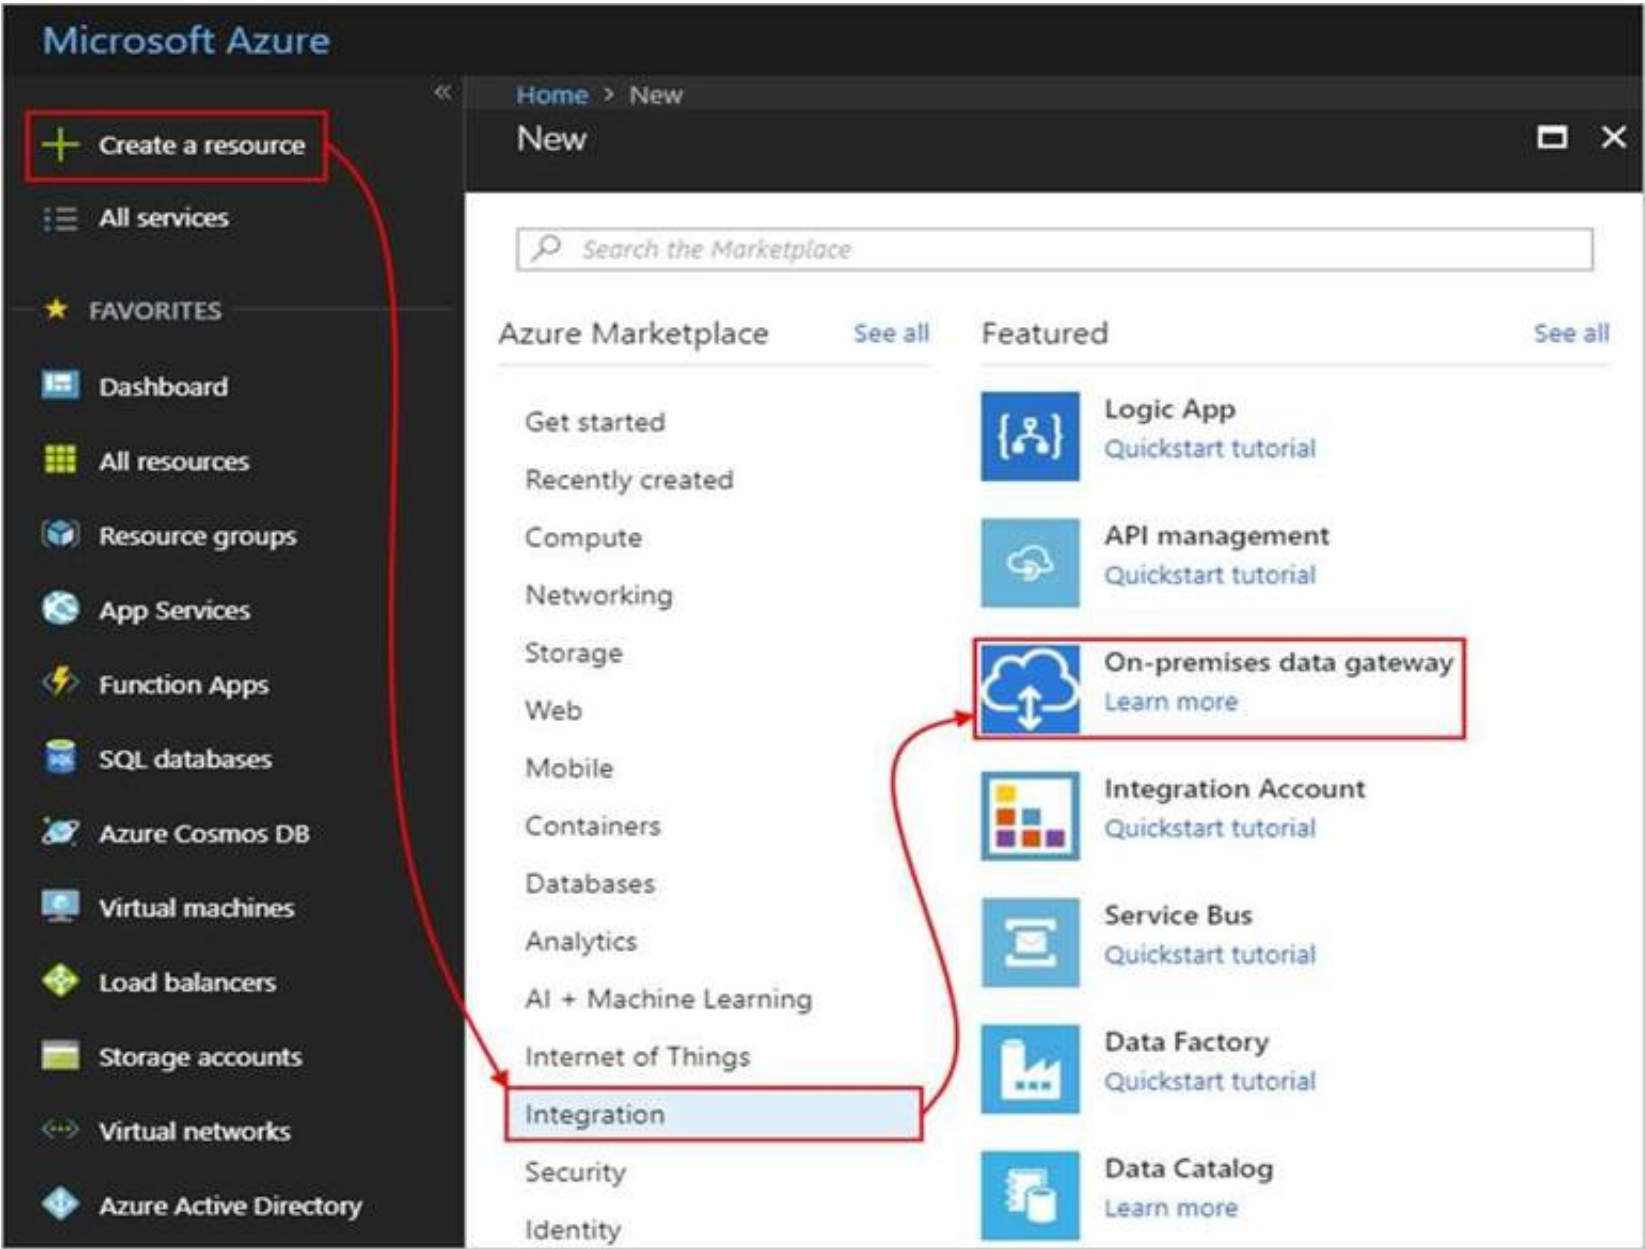 Microsoft Azure
«
Home > New
New
Create a resource
All services
FAVORITES
Dashboard
All resources
Resource groups
App Services
Function Apps
SQL databases
Azure Cosmos DB
Virtual machines
Load balancers
Storage accounts
Virtual networks
Azure Active Directory
Search the Marketplace
Azure Marketplace See all
Get started
Recently created
Compute
Networking
Storage
Web
Mobile
Containers
Databases
Analytics
AI + Machine Learning
Internet of Things
Integration
Security
Identity
Featured See all
Logic App
Quickstart tutorial
API management
Quickstart tutorial
On-premises data gateway
Learn more
Integration Account
Quickstart tutorial
Service Bus
Quickstart tutorial
Data Factory
Quickstart tutorial
Data Catalog
Learn more